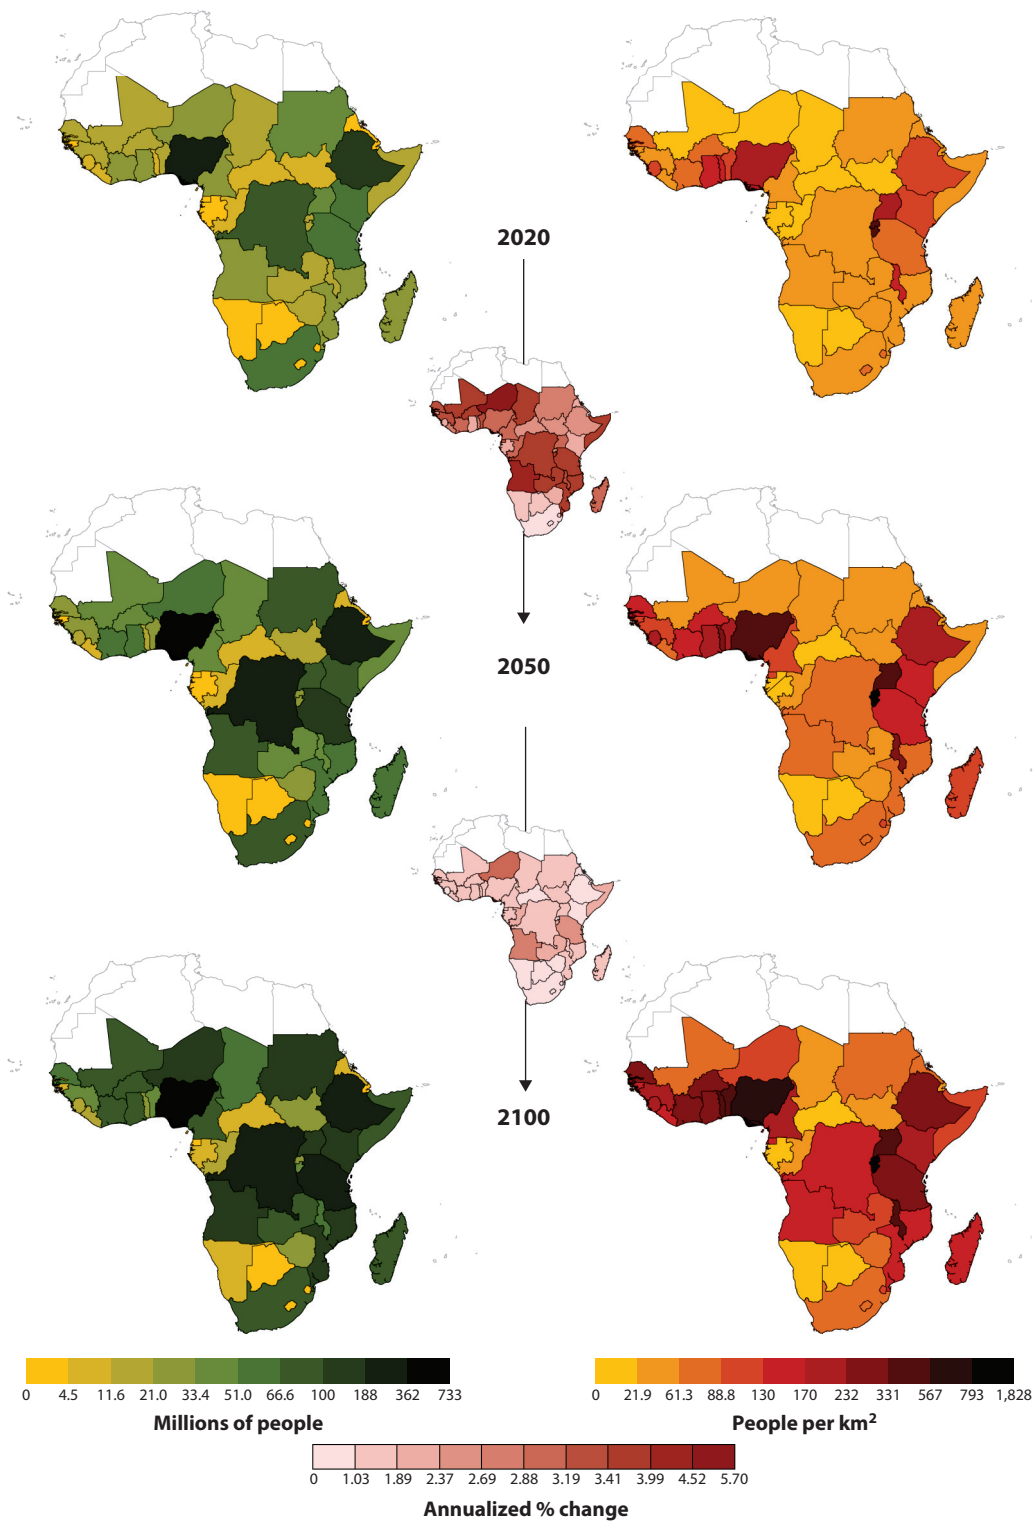 2020
2050
2100
0 4.5 11.6 21.0 33.4 51.0 66.6 100 188 362 733
Millions of people
0 21.9 61.3 88.8 130 170 232 331 567 793 1,828
People per km²
0 1.03 1.89 2.37 2.69 2.88 3.19 3.41 3.99 4.52 5.70
Annualized % change